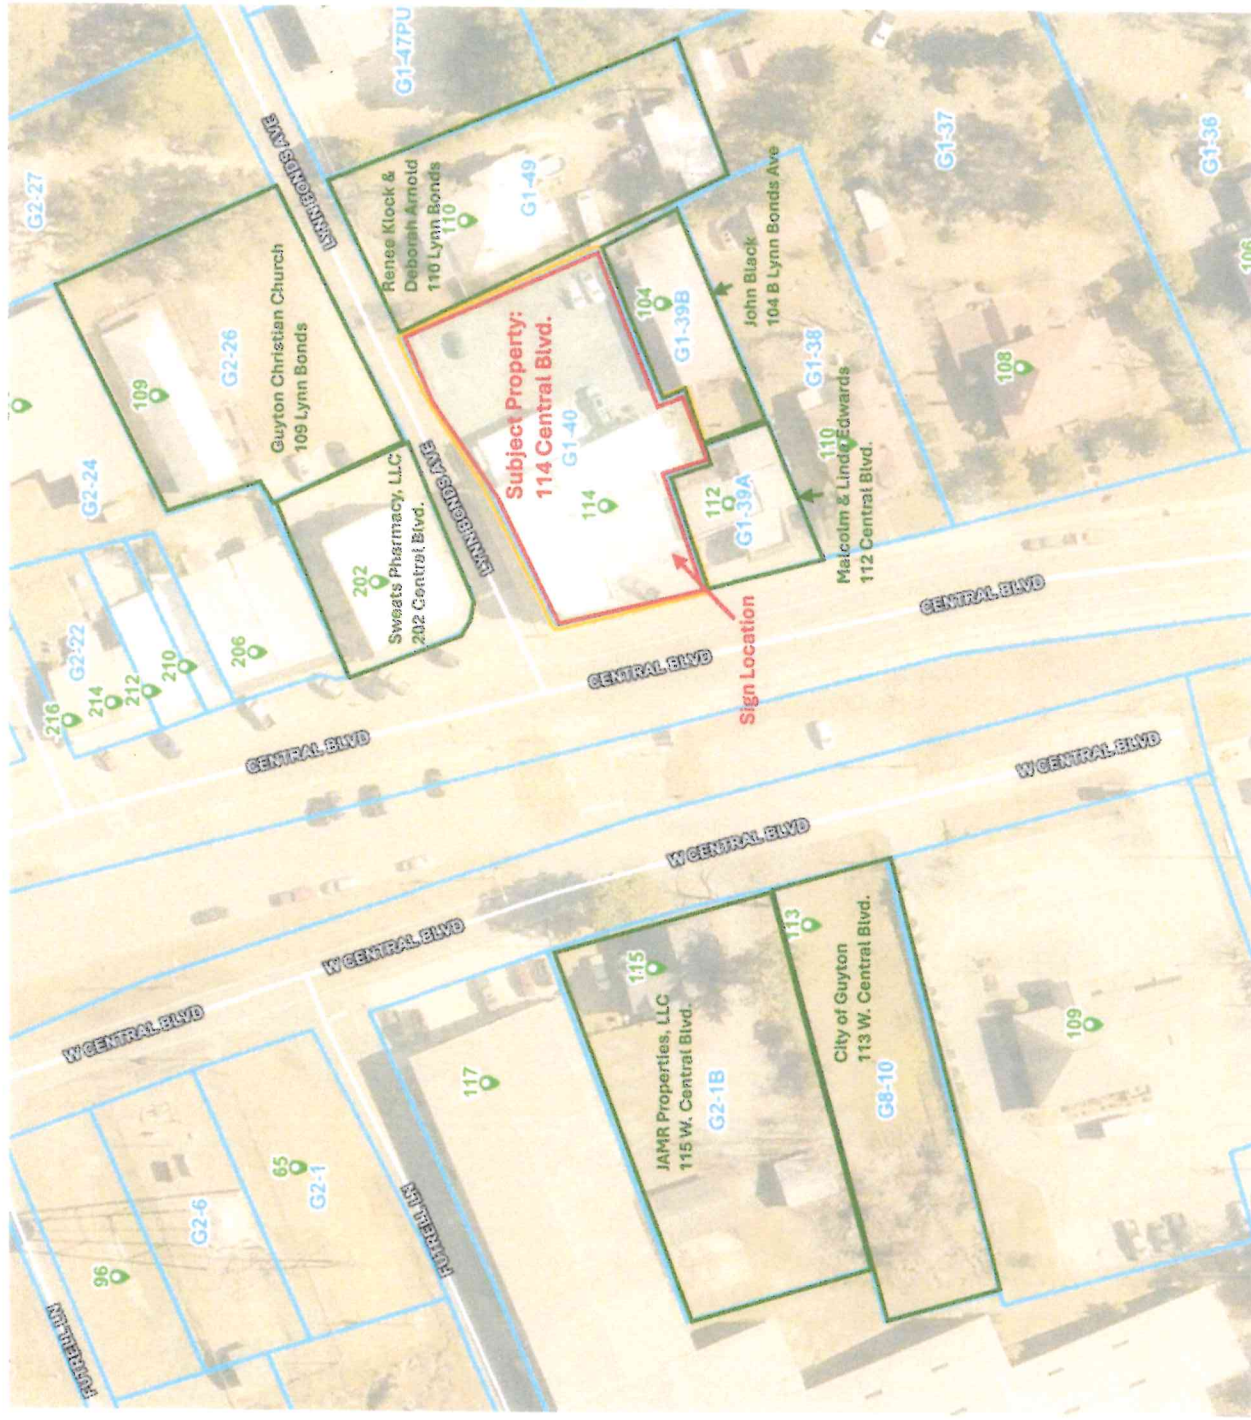 FUTRELL LN
96
W CENTRAL BLVD
216
G2-27
214
G2-22
G2-24
212
109
210
G2-6
G2-26
206
CENTRAL BLVD
65
G2-1
Guyton Christian Church
109 Lynn Bonds
LYNN BONDS AVE
W CENTRAL BLVD
202
Sweats Pharmacy, LLC
202 Central Blvd.
Renee Klock &
Deborah Arnold
110 Lynn Bonds
G1-47PU
FUTRELL LN
LYNN BONDS AVE
110
117
Subject Property:
114 Central Blvd.
G1-49
G1-40
114
CENTRAL BLVD
115
104
JAMR Properties, LLC
115 W. Central Blvd.
G1-39B
G2-1B
W CENTRAL BLVD
112
G1-39A
Sign Location
John Black
104 B Lynn Bonds Ave
113
G1-38
110
City of Guyton
113 W. Central Blvd.
Malcolm & Linda Edwards
112 Central Blvd.
G8-10
CENTRAL BLVD
G1-37
108
W CENTRAL BLVD
109
G1-36
106